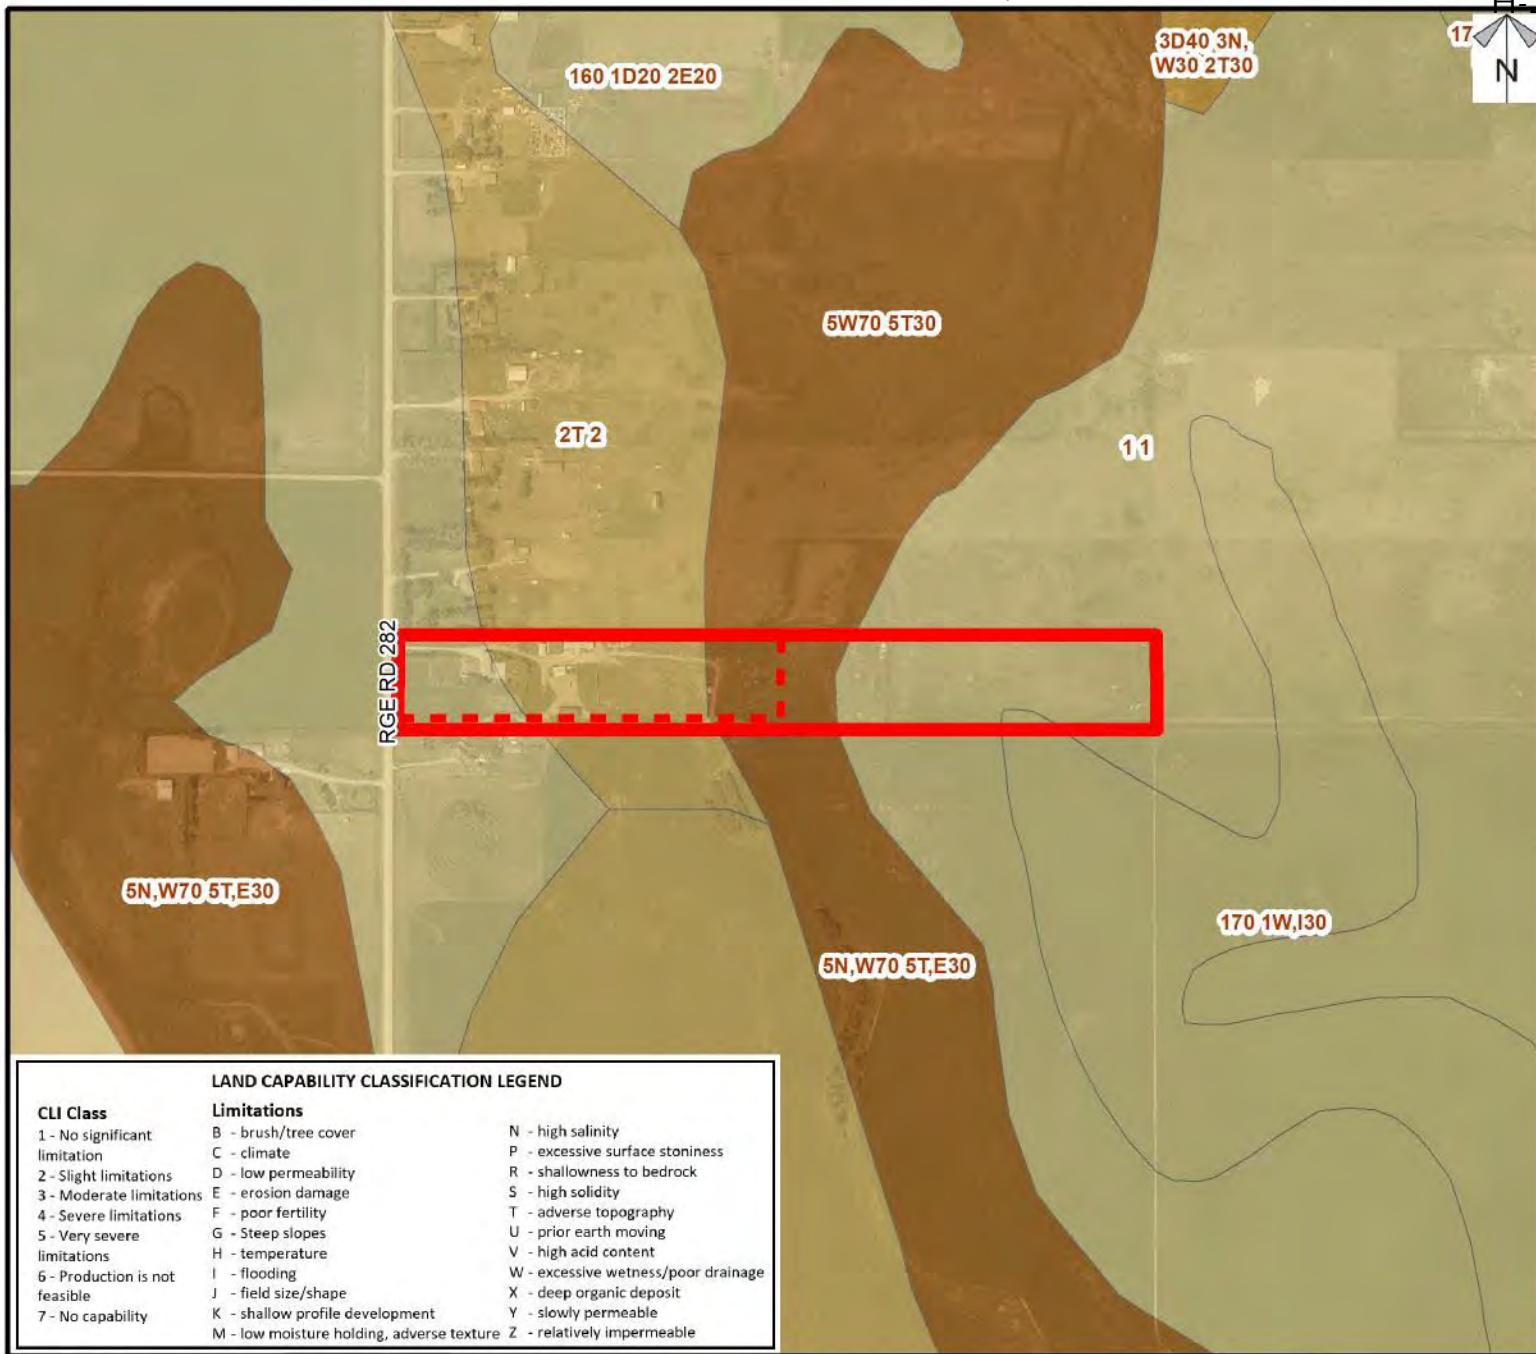 3D40 3N,
W30 2T30
17
N
160 1D20 2E20
5W70 5T30
2T 2
1 1
RGE RD 282
5N,W70 5T,E30
170 1W,I30
5N,W70 5T,E30
LAND CAPABILITY CLASSIFICATION LEGEND
CLI Class
1 - No significant
limitation
2 - Slight limitations
3 - Moderate limitations
4 - Severe limitations
5 - Very severe
limitations
6 - Production is not
feasible
7 - No capability
Limitations
B - brush/tree cover
C - climate
D - low permeability
E - erosion damage
F - poor fertility
G - Steep slopes
H - temperature
I - flooding
J - field size/shape
K - shallow profile development
M - low moisture holding, adverse texture
N - high salinity
P - excessive surface stoniness
R - shallowness to bedrock
S - high solidity
T - adverse topography
U - prior earth moving
V - high acid content
W - excessive wetness/poor drainage
X - deep organic deposit
Y - slowly permeable
Z - relatively impermeable